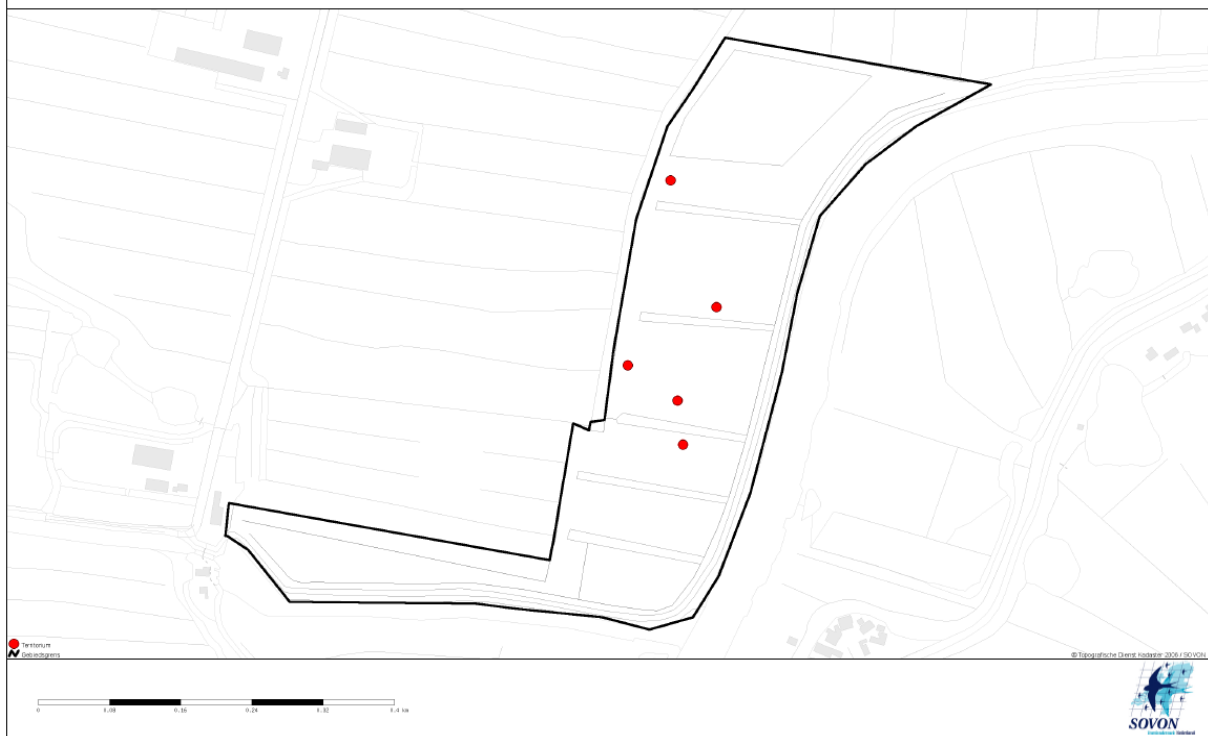 Territorium
Gebiedsgrens
© Topografische Dienst Kadaster 2006 / SOVON
0 0.08 0.16 0.24 0.32 0.4 km
SOVON